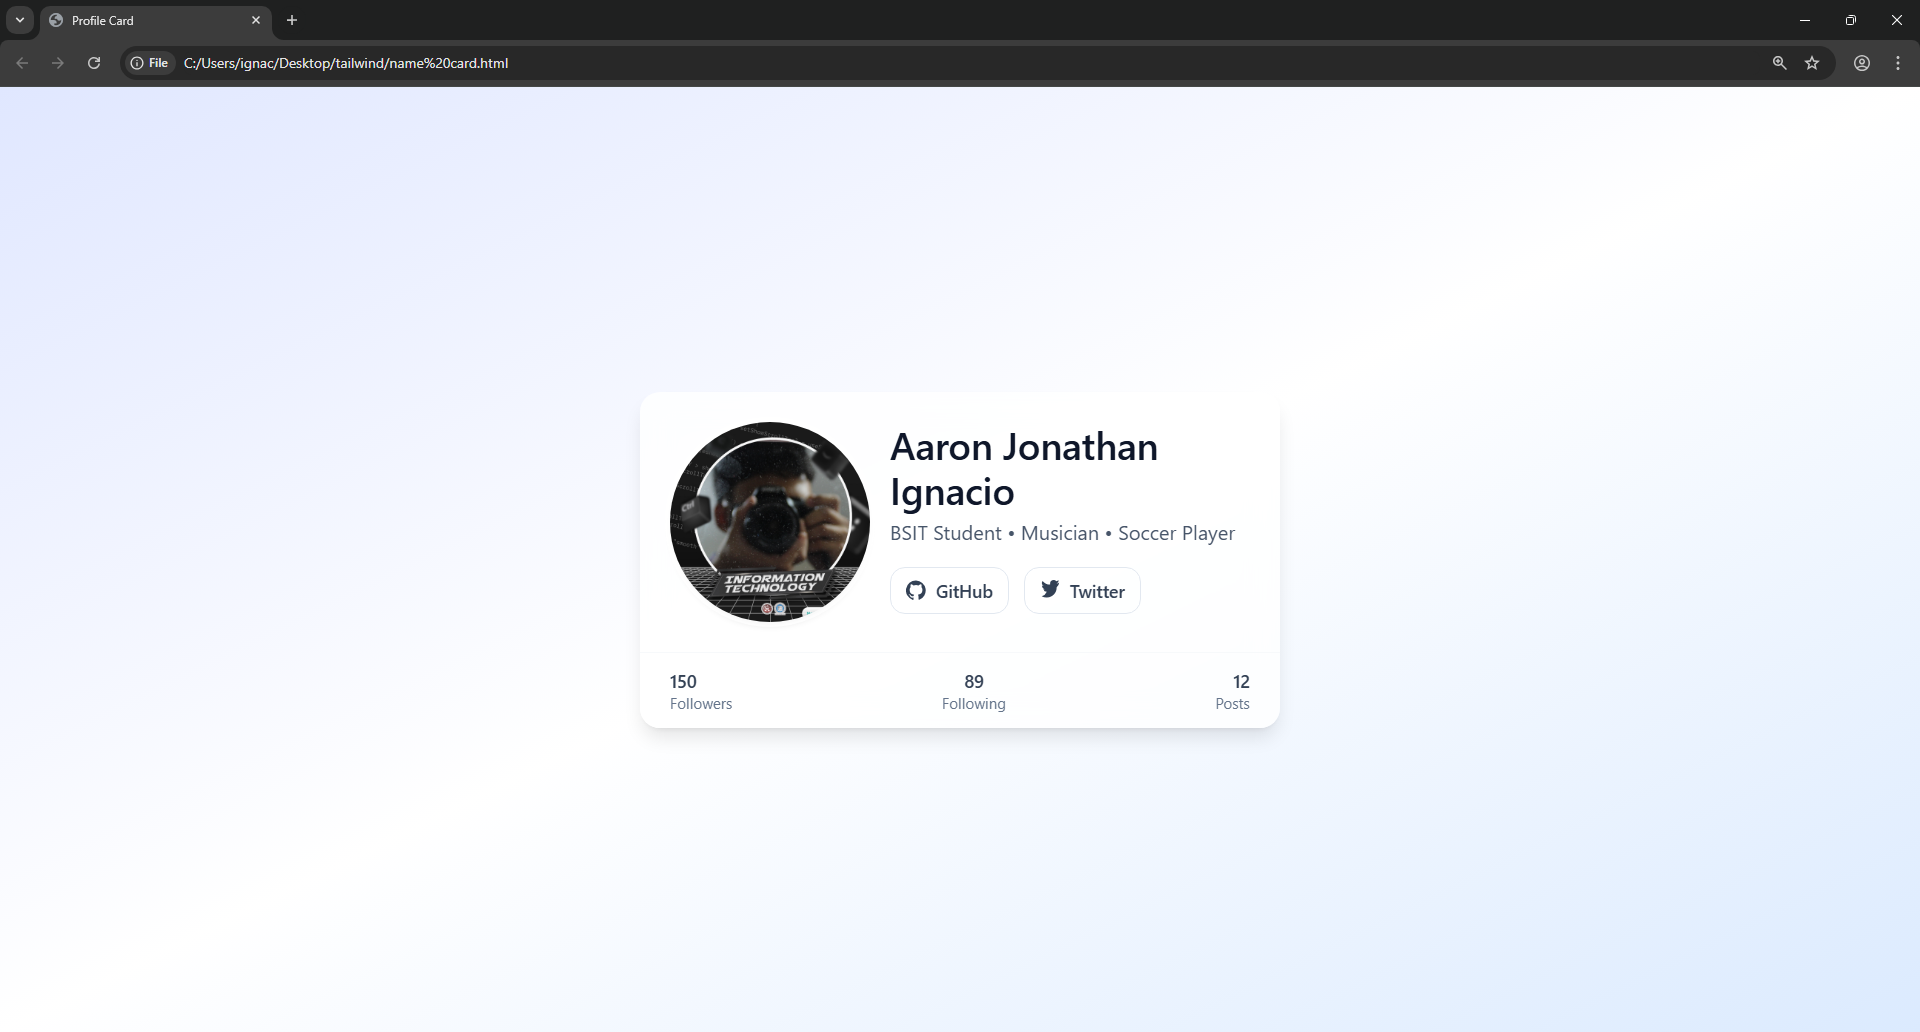 Profile Card
File C:/Users/ignac/Desktop/tailwind/name%20card.html
Aaron Jonathan
Ignacio
BSIT Student • Musician • Soccer Player
GitHub
Twitter
INFORMATION
TECHNOLOGY
150
Followers
89
Following
12
Posts